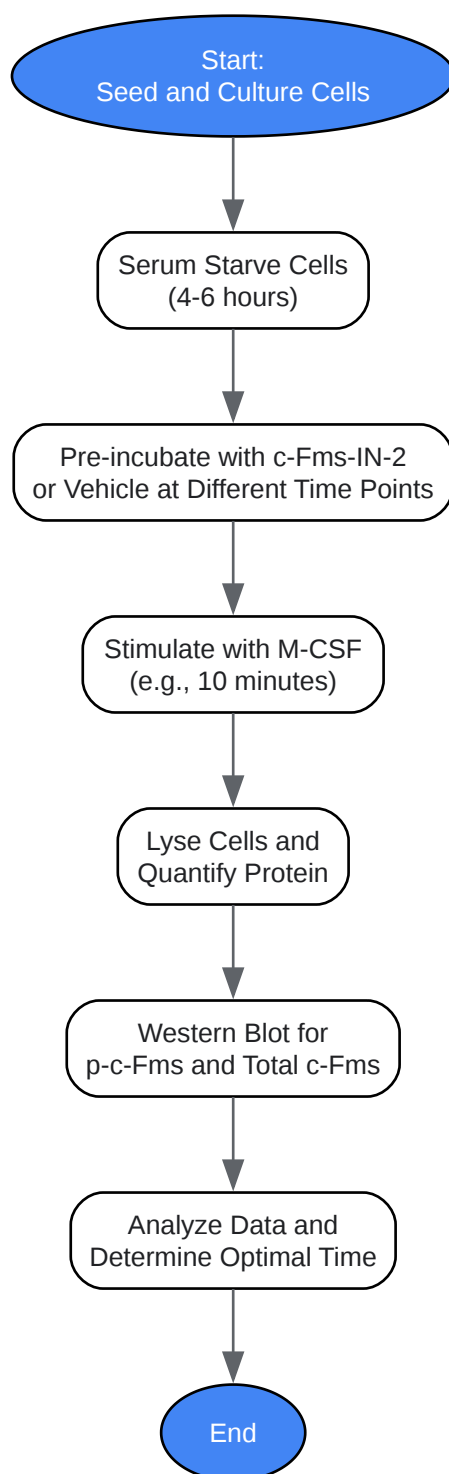 Start:
Seed and Culture Cells
Serum Starve Cells
(4-6 hours)
Pre-incubate with c-Fms-IN-2
or Vehicle at Different Time Points
Stimulate with M-CSF
(e.g., 10 minutes)
Lyse Cells and
Quantify Protein
Western Blot for
p-c-Fms and Total c-Fms
Analyze Data and
Determine Optimal Time
End